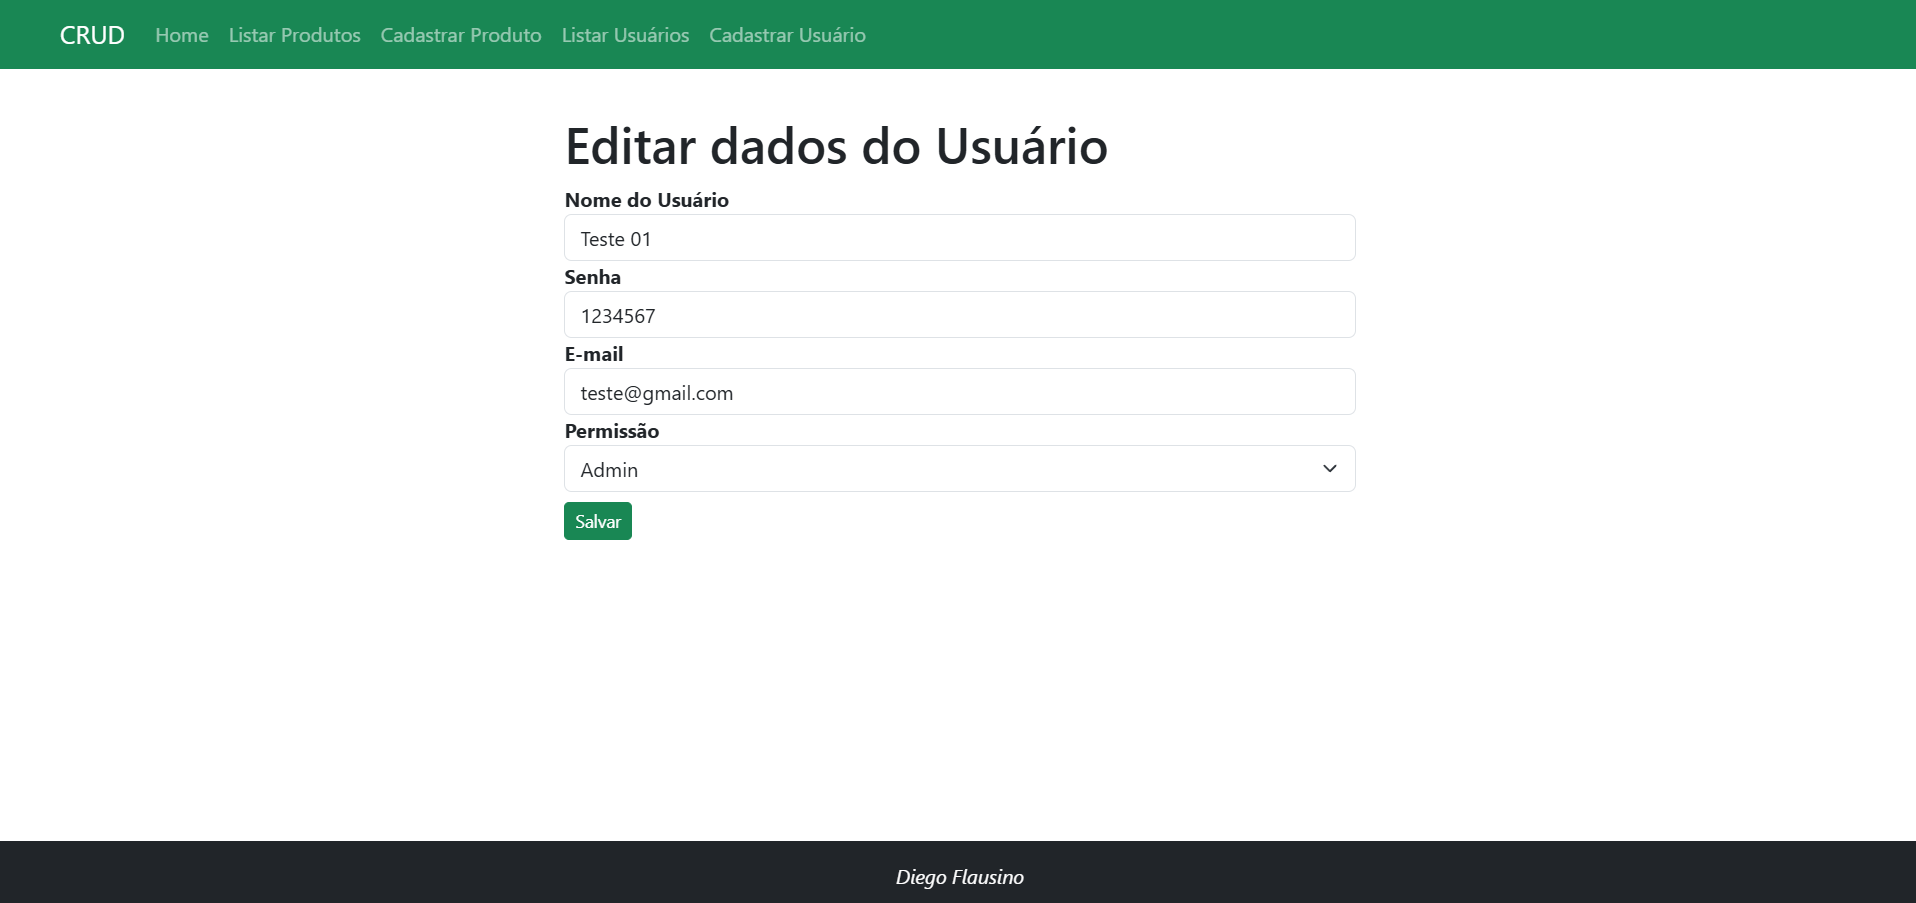 CRUD Home Listar Produtos Cadastrar Produto Listar Usuários Cadastrar Usuário
Editar dados do Usuário
Nome do Usuário
Teste 01
Senha
1234567
E-mail
teste@gmail.com
Permissão
Admin
Salvar
Diego Flausino